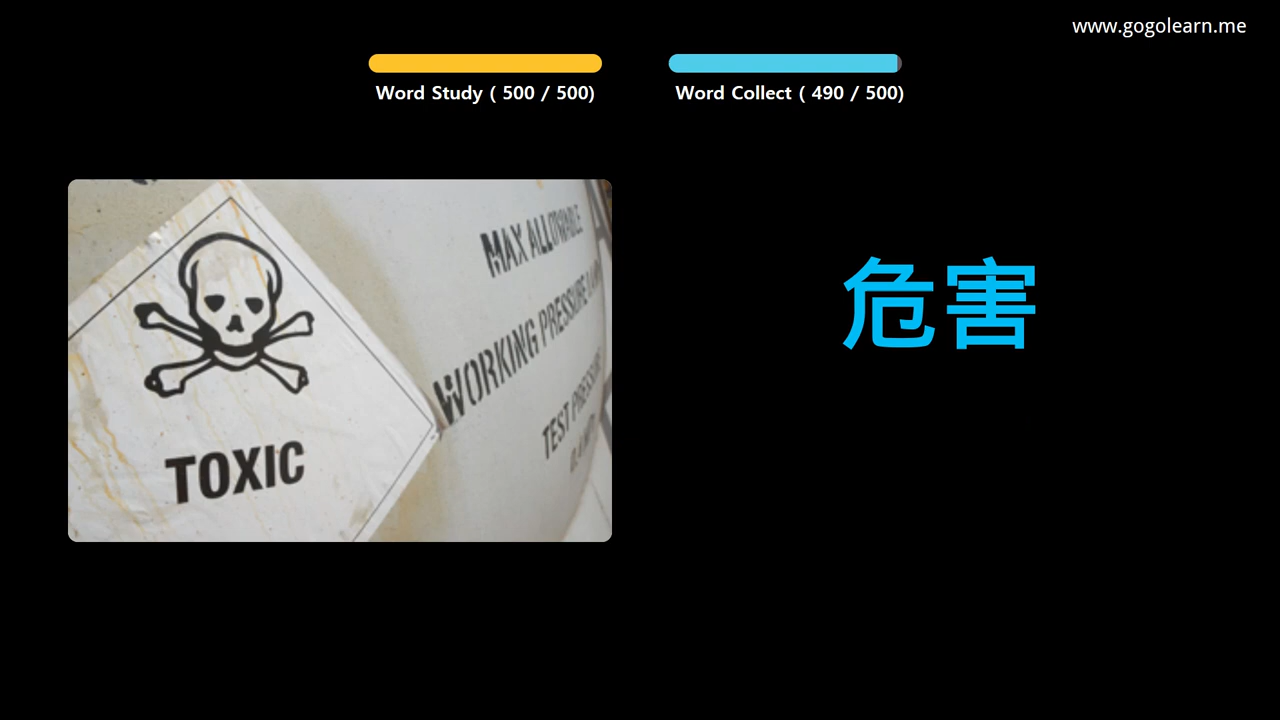 www.gogolearn.me
Word Study ( 500 / 500)
Word Collect ( 490 / 500)
危害
TOXIC
MAX ALLOWABLE
WORKING PRESSURE
TEST PRESSURE